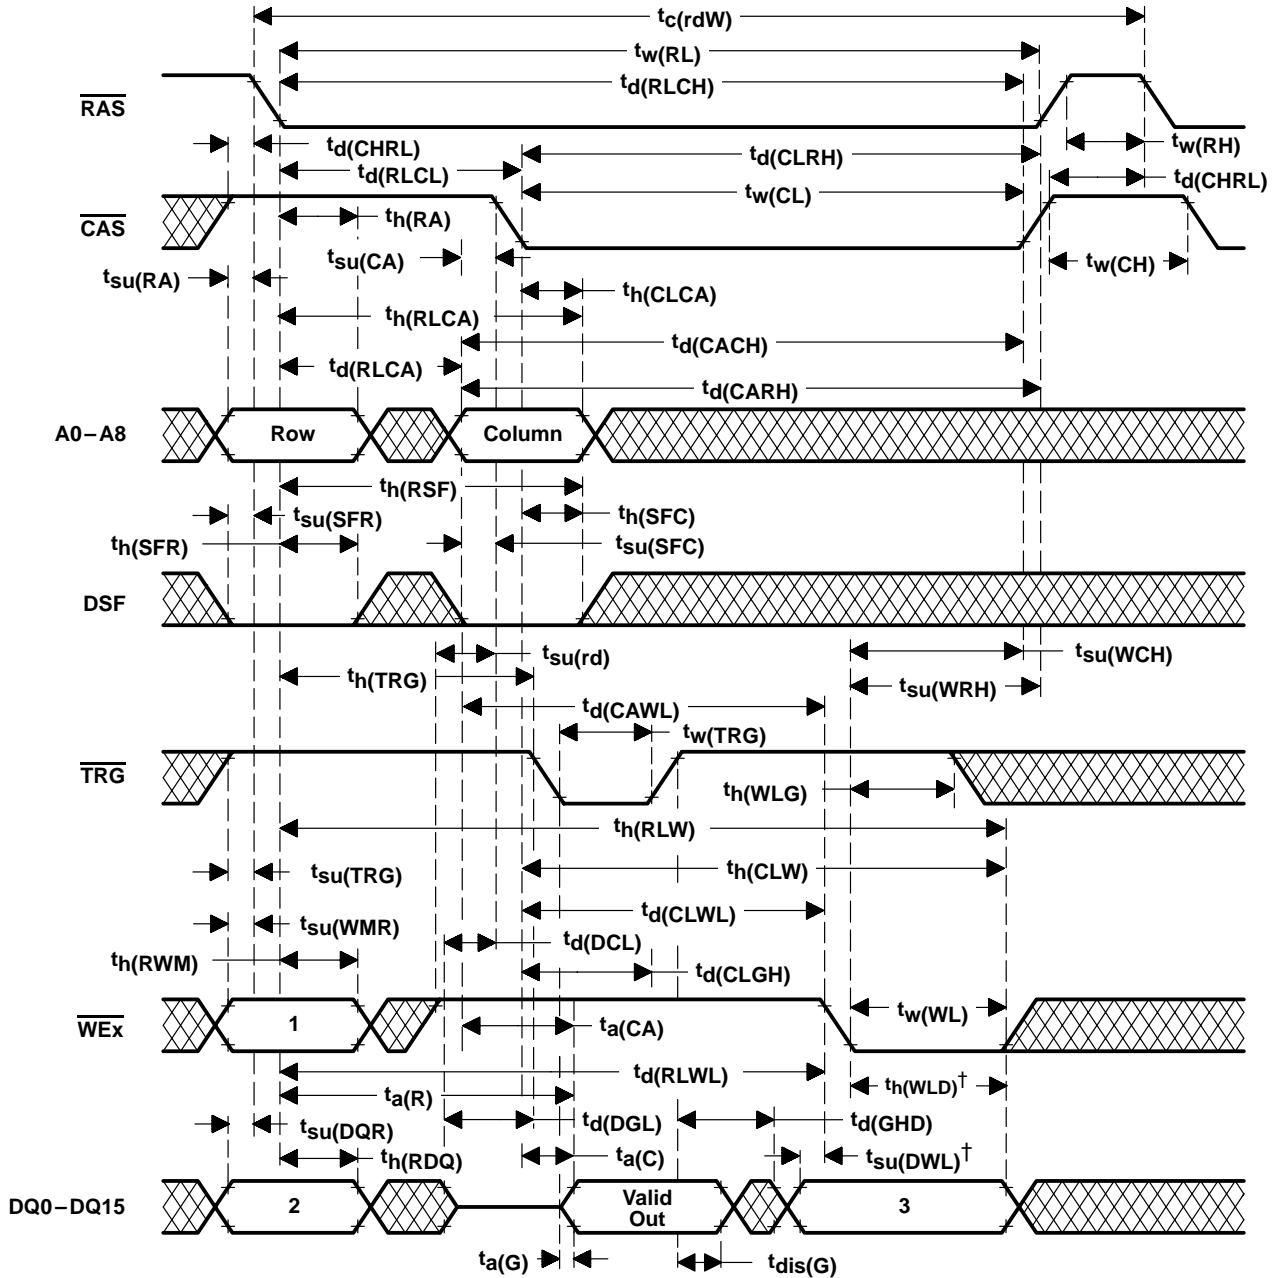 tc(rdW)
tw(RL)
td(RLCH)
RAS
td(CHRL)
td(CLRH)
tw(RH)
td(RLCL)
td(CHRL)
tw(CL)
CAS
th(RA)
tsu(CA)
tw(CH)
tsu(RA)
th(CLCA)
th(RLCA)
td(CACH)
td(RLCA)
td(CARH)
A0–A8
Row
Column
th(RSF)
tsu(SFR)
th(SFC)
th(SFR)
tsu(SFC)
DSF
tsu(rd)
tsu(WCH)
th(TRG)
tsu(WRH)
td(CAWL)
tw(TRG)
TRG
th(WLG)
th(RLW)
tsu(TRG)
th(CLW)
td(CLWL)
tsu(WMR)
td(DCL)
th(RWM)
td(CLGH)
WEx
1
ta(CA)
tw(WL)
td(RLWL)
th(WLD)†
ta(R)
tsu(DQR)
td(DGL)
td(GHD)
th(RDQ)
ta(C)
tsu(DWL)†
DQ0–DQ15
2
Valid
Out
3
ta(G)
tdis(G)